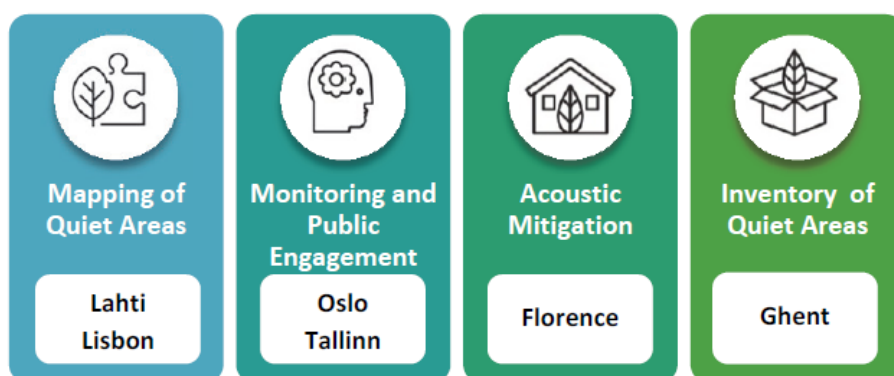 Mapping of
Quiet Areas
Lahti
Lisbon
Monitoring and
Public
Engagement
Oslo
Tallinn
Acoustic
Mitigation
Florence
Inventory of
Quiet Areas
Ghent